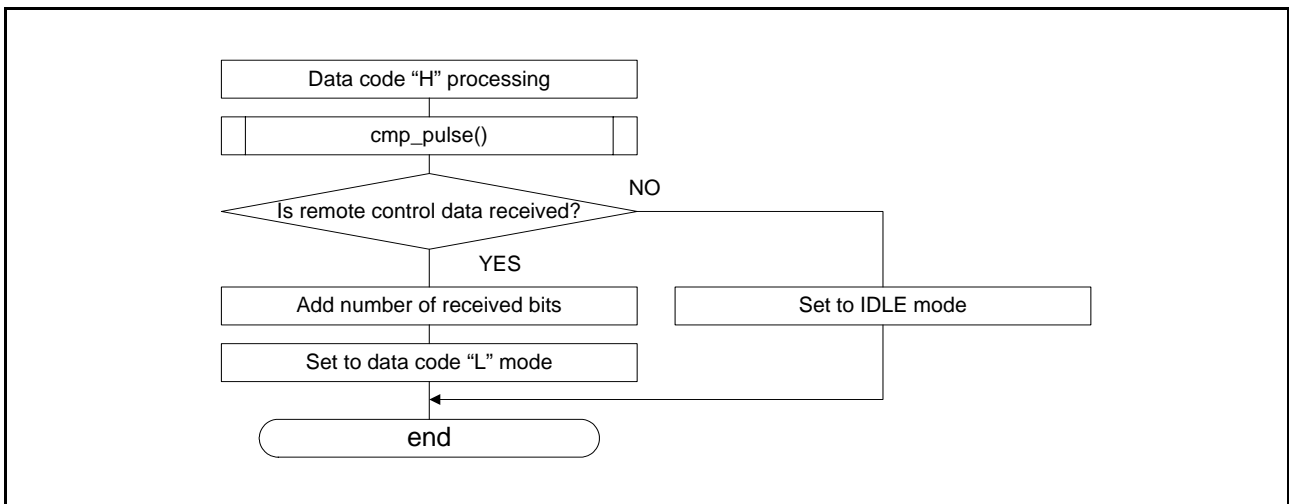 Data code “H” processing
cmp_pulse()
NO
Is remote control data received?
YES
Add number of received bits
Set to IDLE mode
Set to data code “L” mode
end